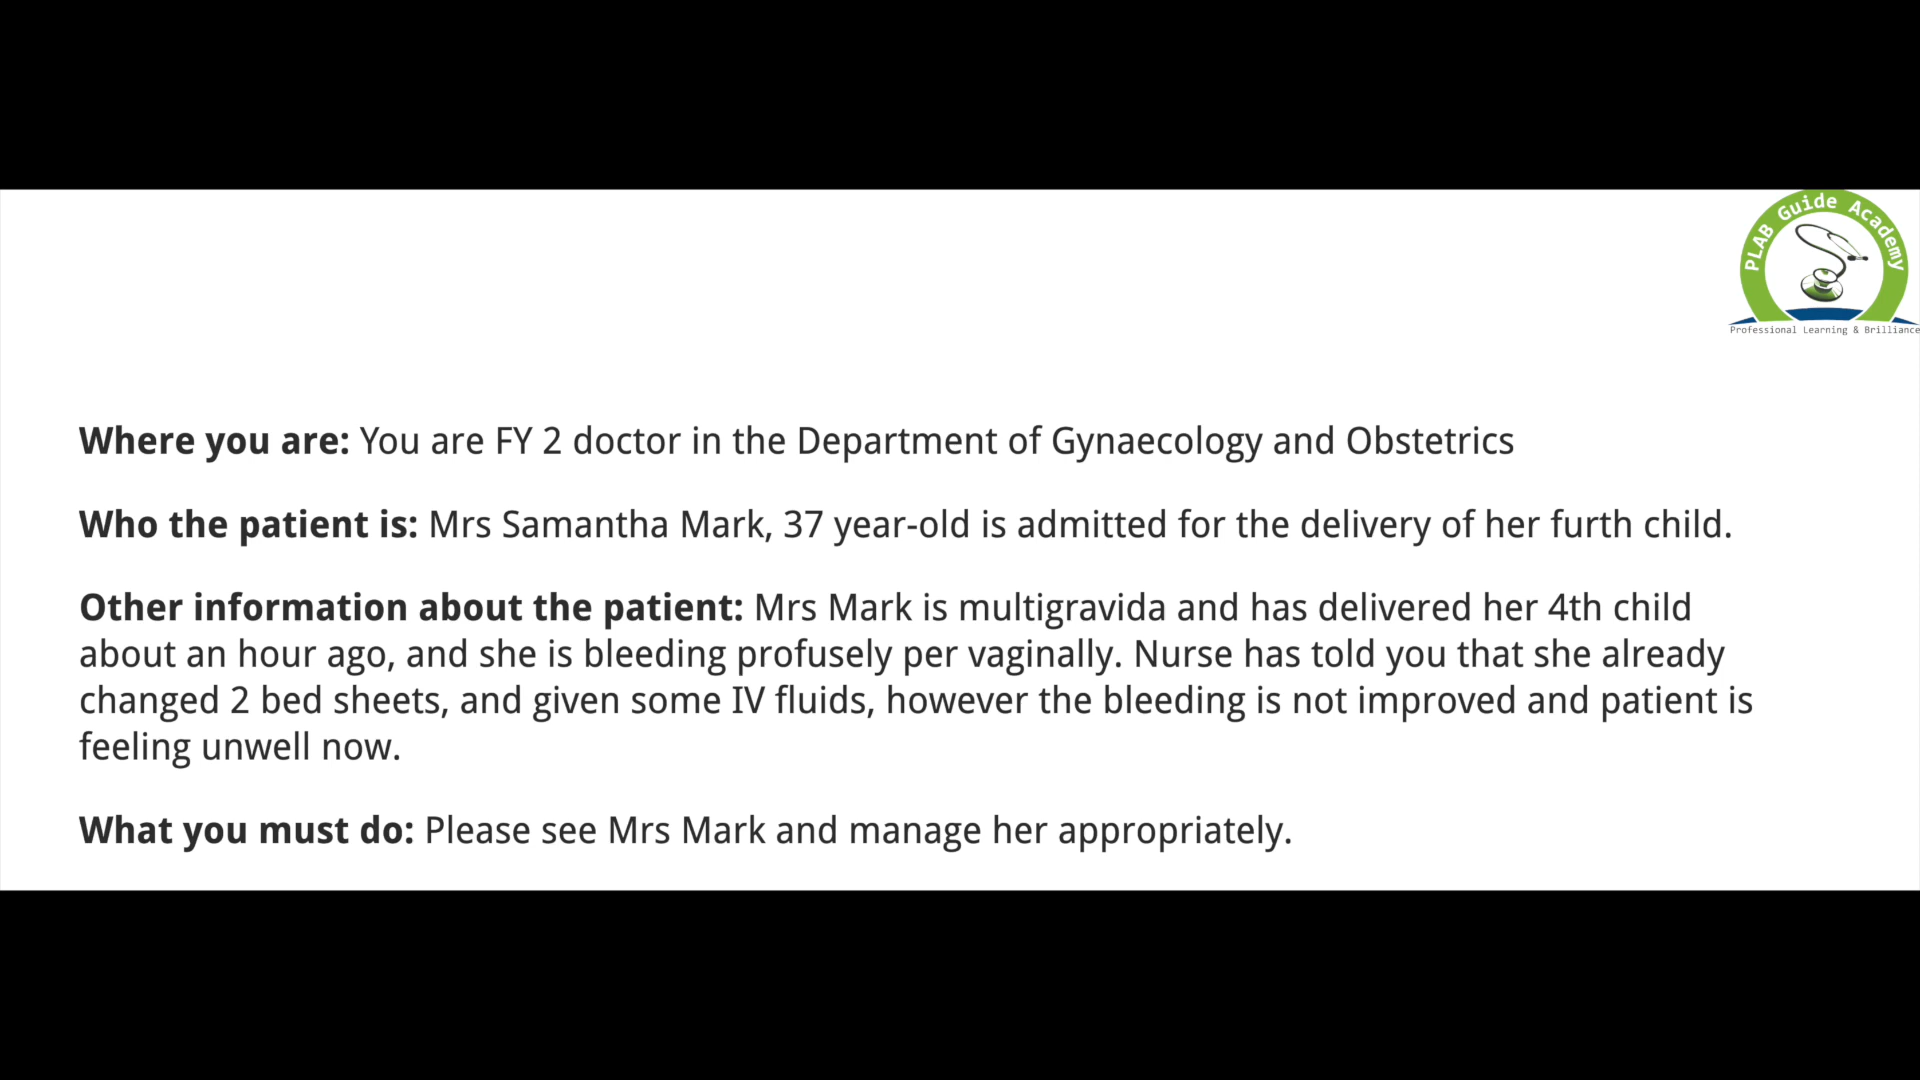 PLAB Guide Academy
Professional Learning & Brilliance
Where you are: You are FY 2 doctor in the Department of Gynaecology and Obstetrics
Who the patient is: Mrs Samantha Mark, 37 year-old is admitted for the delivery of her furth child.
Other information about the patient: Mrs Mark is multigravida and has delivered her 4th child
about an hour ago, and she is bleeding profusely per vaginally. Nurse has told you that she already
changed 2 bed sheets, and given some IV fluids, however the bleeding is not improved and patient is
feeling unwell now.
What you must do: Please see Mrs Mark and manage her appropriately.